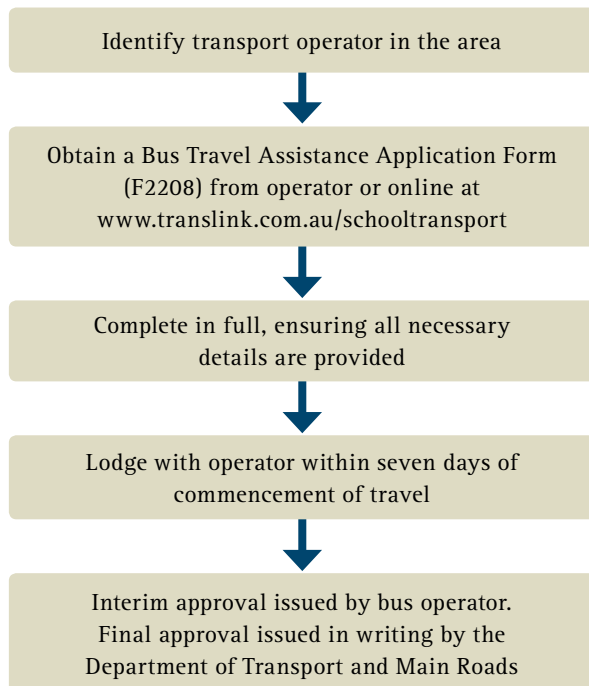 Identify transport operator in the area
Obtain a Bus Travel Assistance Application Form
(F2208) from operator or online at
www.translink.com.au/schooltransport
Complete in full, ensuring all necessary
details are provided
Lodge with operator within seven days of
commencement of travel
Interim approval issued by bus operator.
Final approval issued in writing by the
Department of Transport and Main Roads